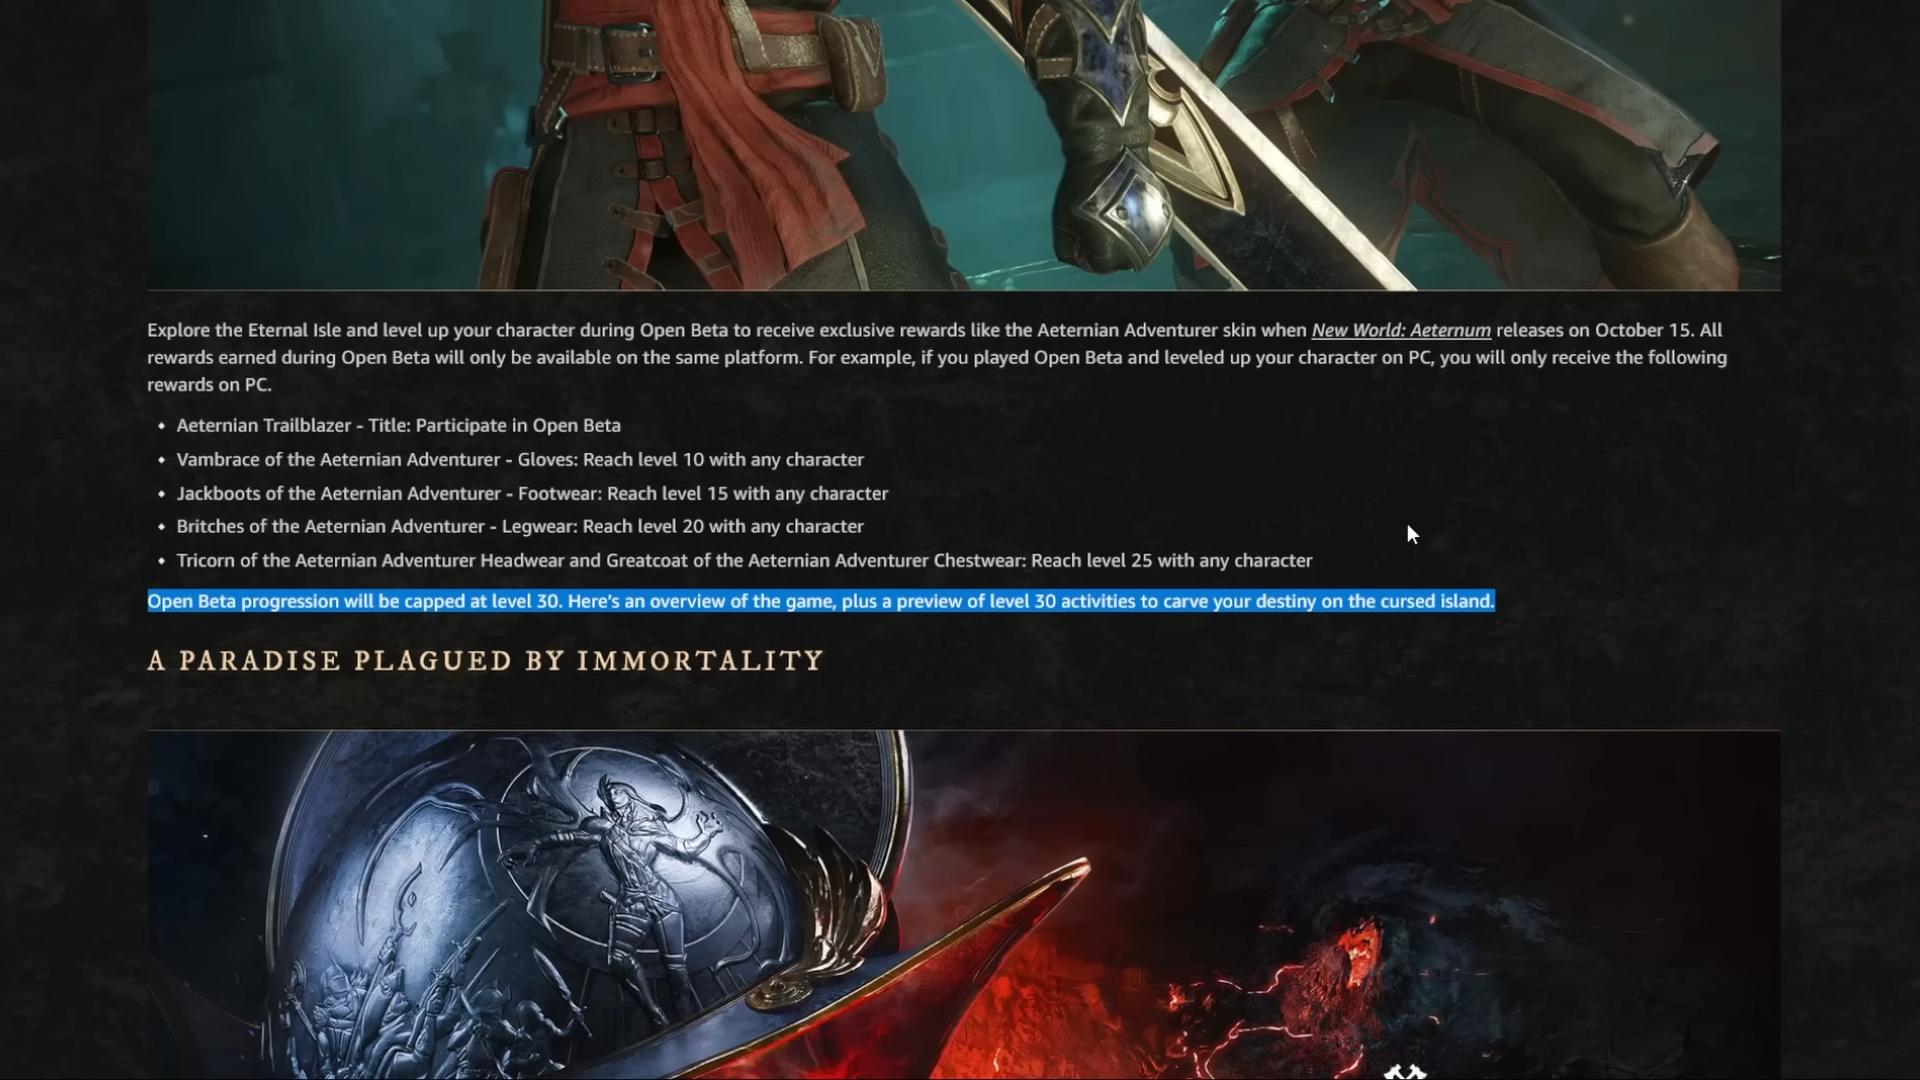 Explore the Eternal Isle and level up your character during Open Beta to receive exclusive rewards like the Aeternian Adventurer skin when New World: Aeternum releases on October 15. All
rewards earned during Open Beta will only be available on the same platform. For example, if you played Open Beta and leveled up your character on PC, you will only receive the following
rewards on PC.
• Aeternian Trailblazer - Title: Participate in Open Beta
• Vambrace of the Aeternian Adventurer - Gloves: Reach level 10 with any character
• Jackboots of the Aeternian Adventurer - Footwear: Reach level 15 with any character
• Britches of the Aeternian Adventurer - Legwear: Reach level 20 with any character
• Tricorn of the Aeternian Adventurer Headwear and Greatcoat of the Aeternian Adventurer Chestwear: Reach level 25 with any character
Open Beta progression will be capped at level 30. Here’s an overview of the game, plus a preview of level 30 activities to carve your destiny on the cursed island.
A PARADISE PLAGUED BY IMMORTALITY